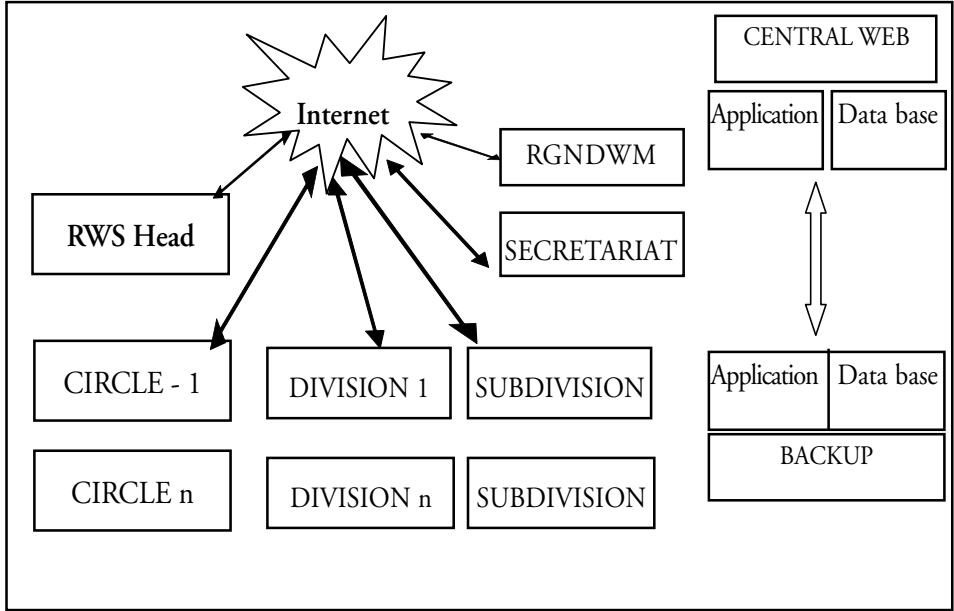 CENTRAL WEB
Application
Data base
Internet
RGNDWM
RWS Head
SECRETARIAT
CIRCLE - 1
DIVISION 1
SUBDIVISION
Application
Data base
BACKUP
CIRCLE n
DIVISION n
SUBDIVISION